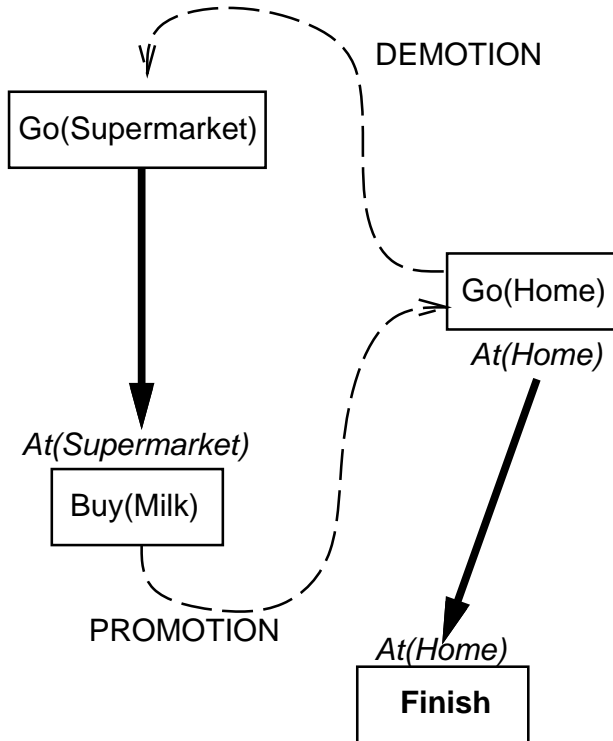 DEMOTION
Go(Supermarket)
Go(Home)
At(Home)
At(Supermarket)
Buy(Milk)
PROMOTION
At(Home)
Finish